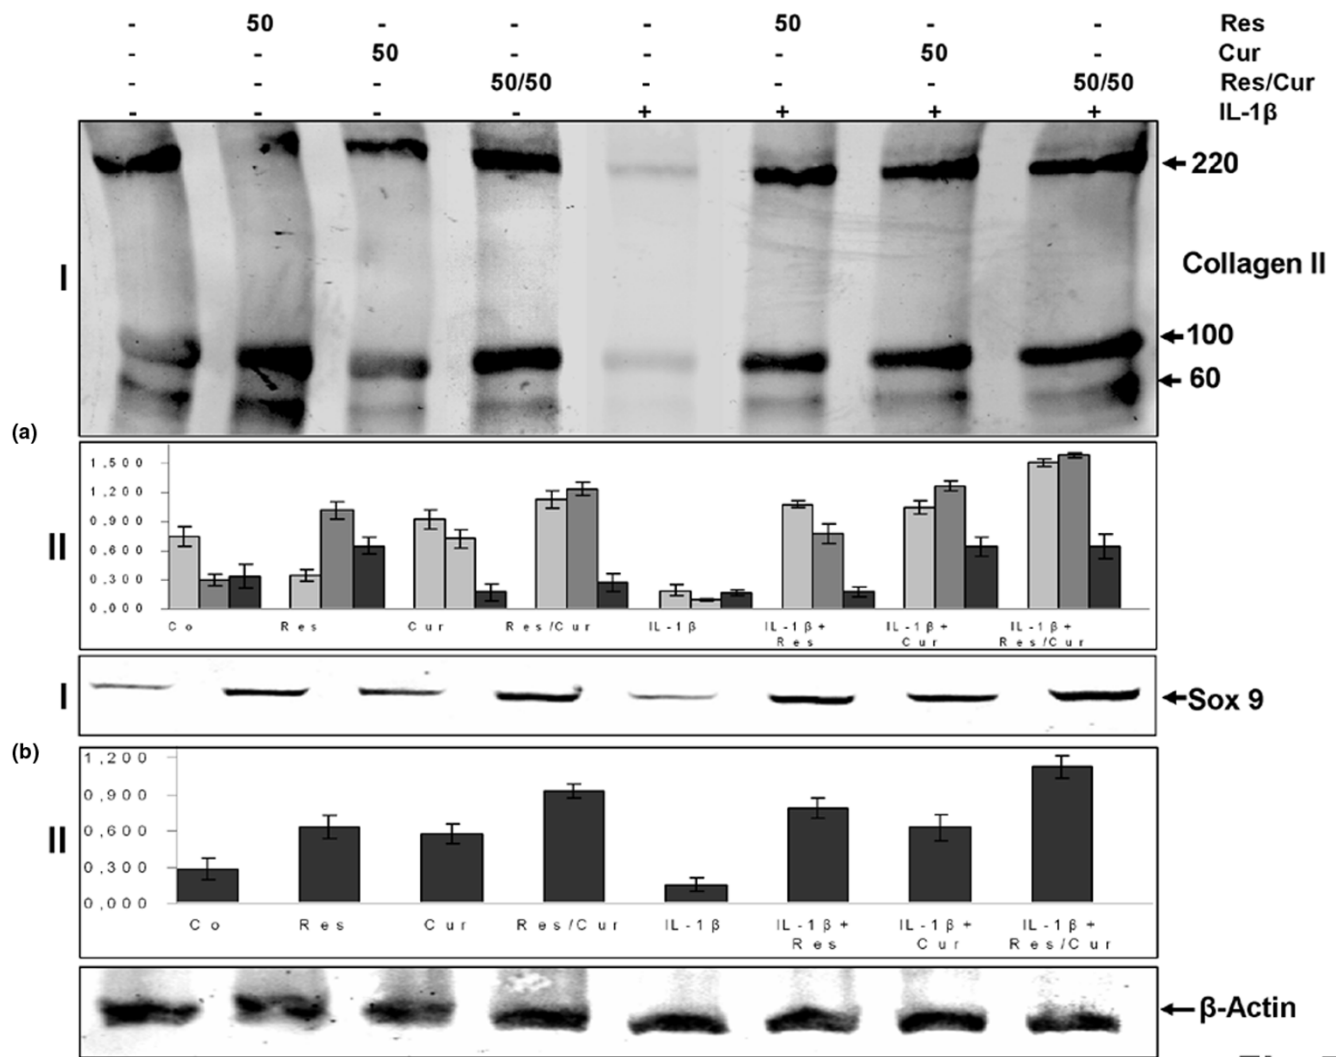 - 50 - - - 50 - - Res
- - 50 - - - 50 - Cur
- - - 50/50 - - - 50/50 Res/Cur
- - - - + + + + IL-1β
220
I
Collagen II
100
60
(a)
II
1,500
1,200
0,900
0,600
0,300
0,000
Co Res Cur Res/Cur IL-1β IL-1β+ IL-1β+ IL-1β+
Res Cur Res/Cur
I
Sox 9
(b)
II
1,200
0,900
0,600
0,300
0,000
Co Res Cur Res/Cur IL-1β IL-1β+ IL-1β+ IL-1β+
Res Cur Res/Cur
β-Actin